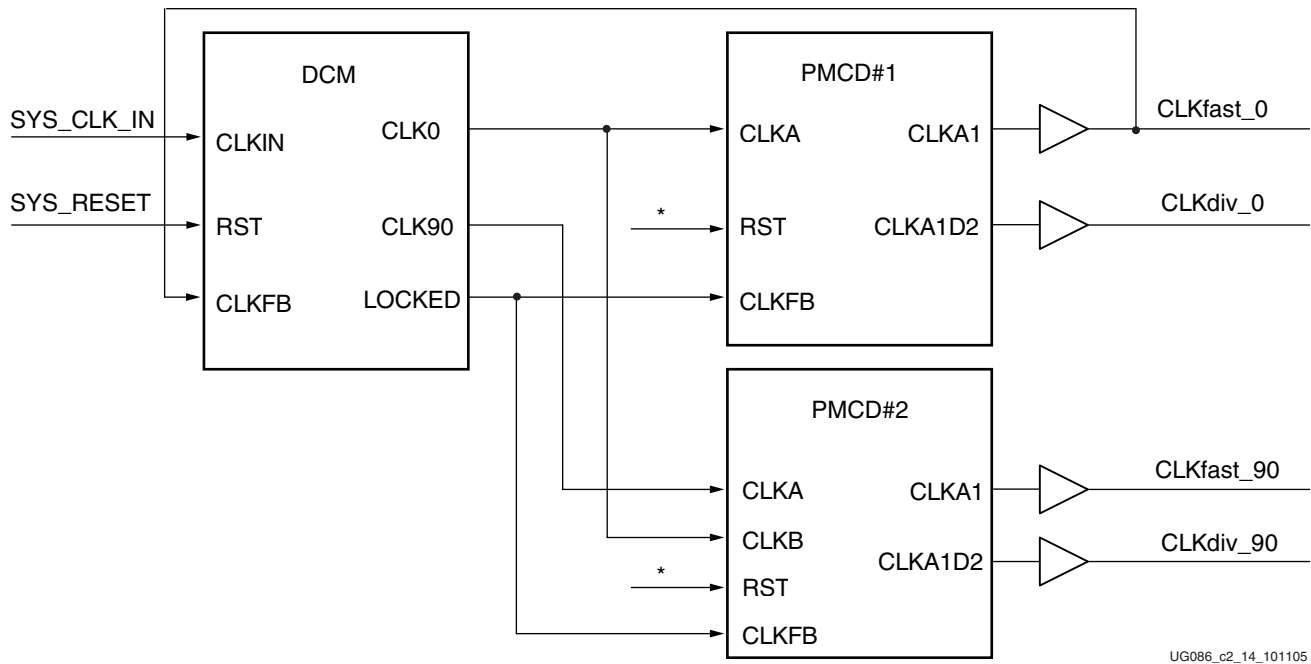 DCM
PMCD#1
SYS_CLK_IN
CLKIN
CLK0
CLKA
CLKA1
CLKfast_0
SYS_RESET
RST
CLK90
*
RST
CLKA1D2
CLKdiv_0
CLKFB
LOCKED
CLKFB
PMCD#2
CLKA
CLKA1
CLKfast_90
CLKB
CLKA1D2
CLKdiv_90
*
RST
CLKFB
UG086_c2_14_101105